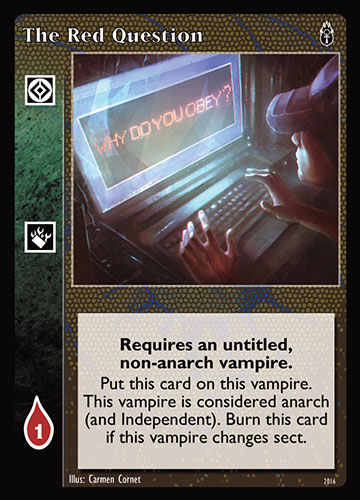 The Red Question
WHY DO YOU OBEY?
Requires an untitled,
non-anarch vampire.
Put this card on this vampire.
This vampire is considered anarch
(and Independent). Burn this card
if this vampire changes sect.
1
Illus: Carmen Cornet
2016